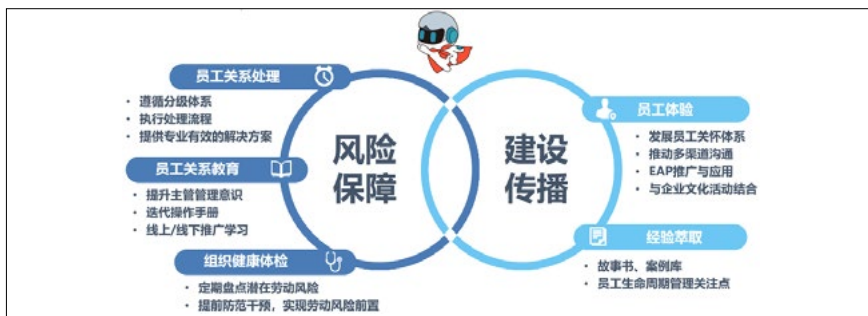 员工关系处理
• 遵循分级体系
• 执行处理流程
• 提供专业有效的解决方案
员工关系教育
• 提升主管管理意识
• 迭代操作手册
• 线上/线下推广学习
组织健康体检
• 定期盘点潜在劳动风险
• 提前防范干预，实现劳动风险前置
风险
保障
建设
传播
员工体验
• 发展员工关怀体系
• 推动多渠道沟通
• EAP推广与应用
• 与企业文化活动结合
经验萃取
• 故事书、案例库
• 员工生命周期管理关注点